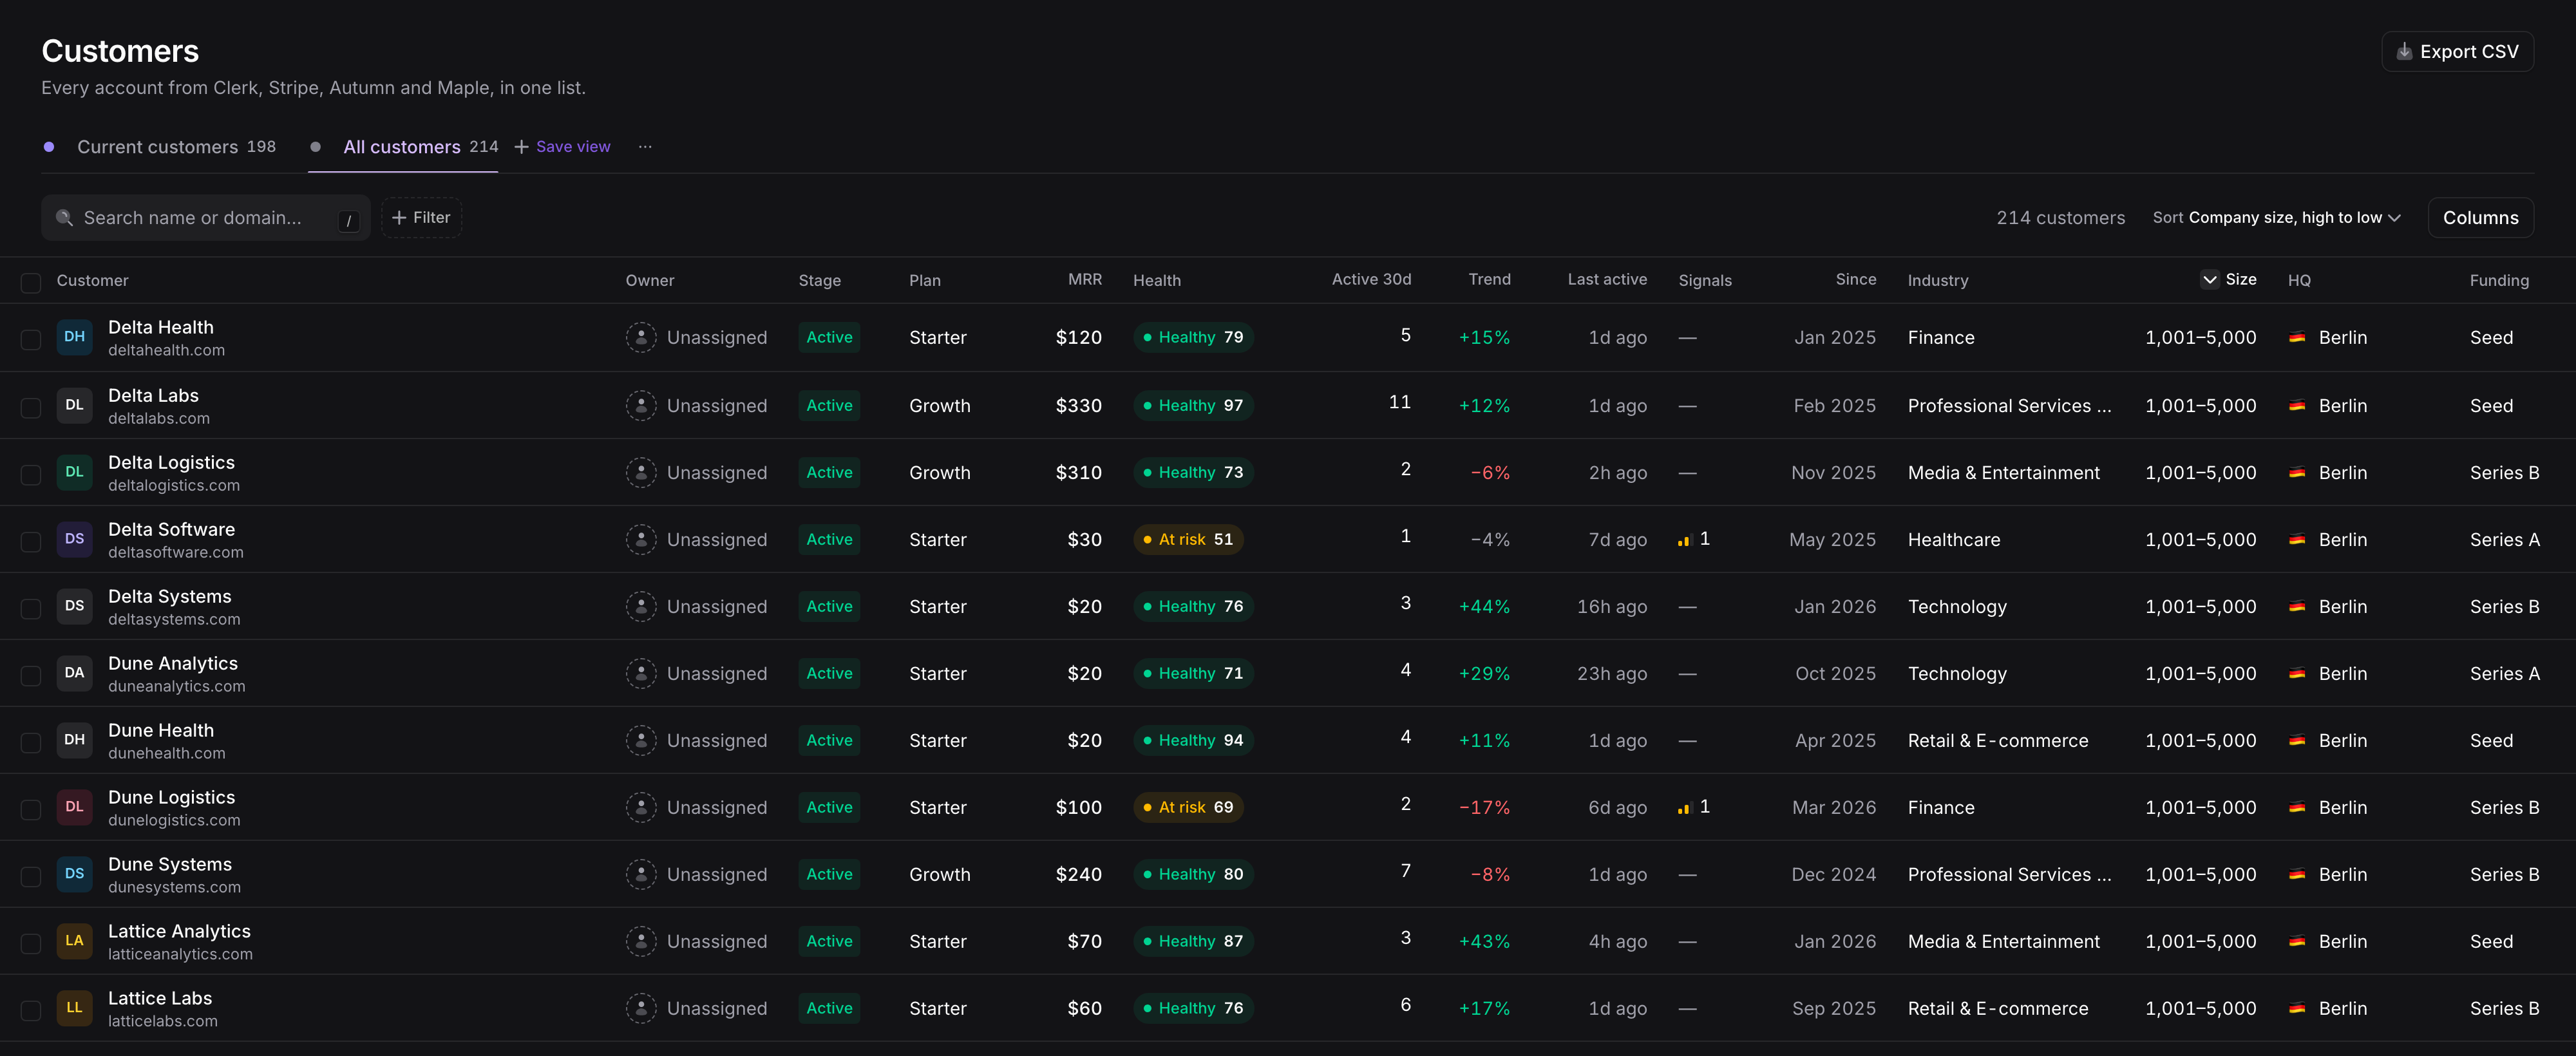 Customers
Export CSV
Every account from Clerk, Stripe, Autumn and Maple, in one list.
Current customers 198 All customers 214 + Save view ···
Search name or domain... / + Filter 214 customers Sort Company size, high to low Columns
Customer Owner Stage Plan MRR Health Active 30d Trend Last active Signals Since Industry Size HQ Funding
DH Delta Health Unassigned Active Starter $120 Healthy 79 5 +15% 1d ago — Jan 2025 Finance 1,001–5,000 Berlin Seed
deltahealth.com
DL Delta Labs Unassigned Active Growth $330 Healthy 97 11 +12% 1d ago — Feb 2025 Professional Services ... 1,001–5,000 Berlin Seed
deltalabs.com
DL Delta Logistics Unassigned Active Growth $310 Healthy 73 2 −6% 2h ago — Nov 2025 Media & Entertainment 1,001–5,000 Berlin Series B
deltalogistics.com
DS Delta Software Unassigned Active Starter $30 At risk 51 1 −4% 7d ago 1 May 2025 Healthcare 1,001–5,000 Berlin Series A
deltasoftware.com
DS Delta Systems Unassigned Active Starter $20 Healthy 76 3 +44% 16h ago — Jan 2026 Technology 1,001–5,000 Berlin Series B
deltasystems.com
DA Dune Analytics Unassigned Active Starter $20 Healthy 71 4 +29% 23h ago — Oct 2025 Technology 1,001–5,000 Berlin Series A
duneanalytics.com
DH Dune Health Unassigned Active Starter $20 Healthy 94 4 +11% 1d ago — Apr 2025 Retail & E-commerce 1,001–5,000 Berlin Seed
dunehealth.com
DL Dune Logistics Unassigned Active Starter $100 At risk 69 2 −17% 6d ago 1 Mar 2026 Finance 1,001–5,000 Berlin Series B
dunelogistics.com
DS Dune Systems Unassigned Active Growth $240 Healthy 80 7 −8% 1d ago — Dec 2024 Professional Services ... 1,001–5,000 Berlin Series B
dunesystems.com
LA Lattice Analytics Unassigned Active Starter $70 Healthy 87 3 +43% 4h ago — Jan 2026 Media & Entertainment 1,001–5,000 Berlin Seed
latticeanalytics.com
LL Lattice Labs Unassigned Active Starter $60 Healthy 76 6 +17% 1d ago — Sep 2025 Retail & E-commerce 1,001–5,000 Berlin Series B
latticelabs.com